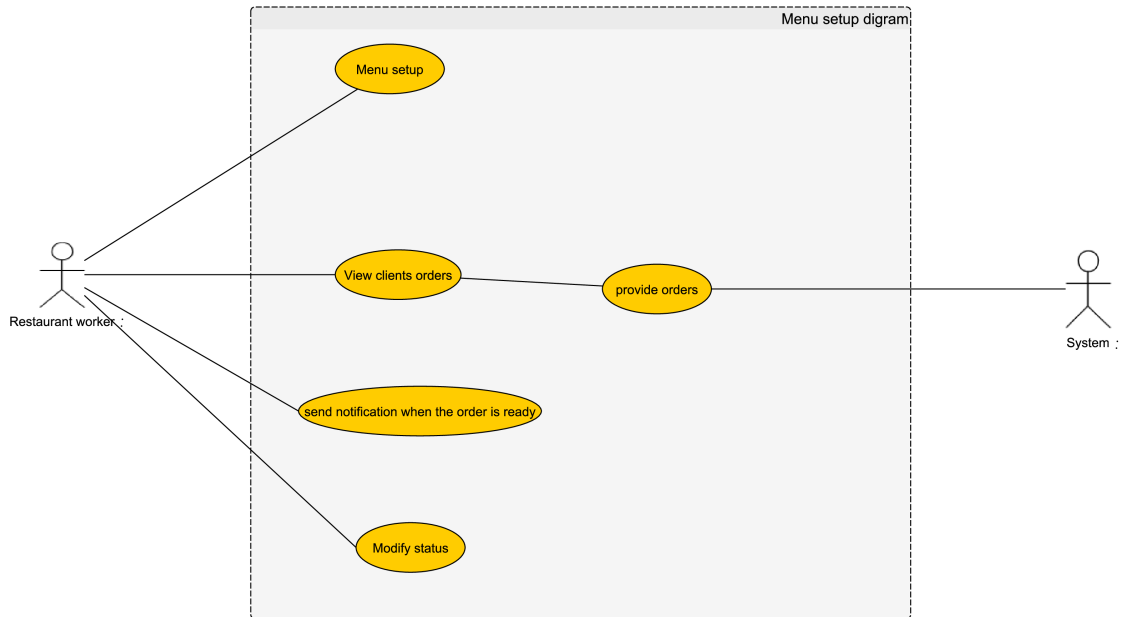 Menu setup digram
Menu setup
View clients orders
provide orders
Restaurant worker :
System :
send notification when the order is ready
Modify status